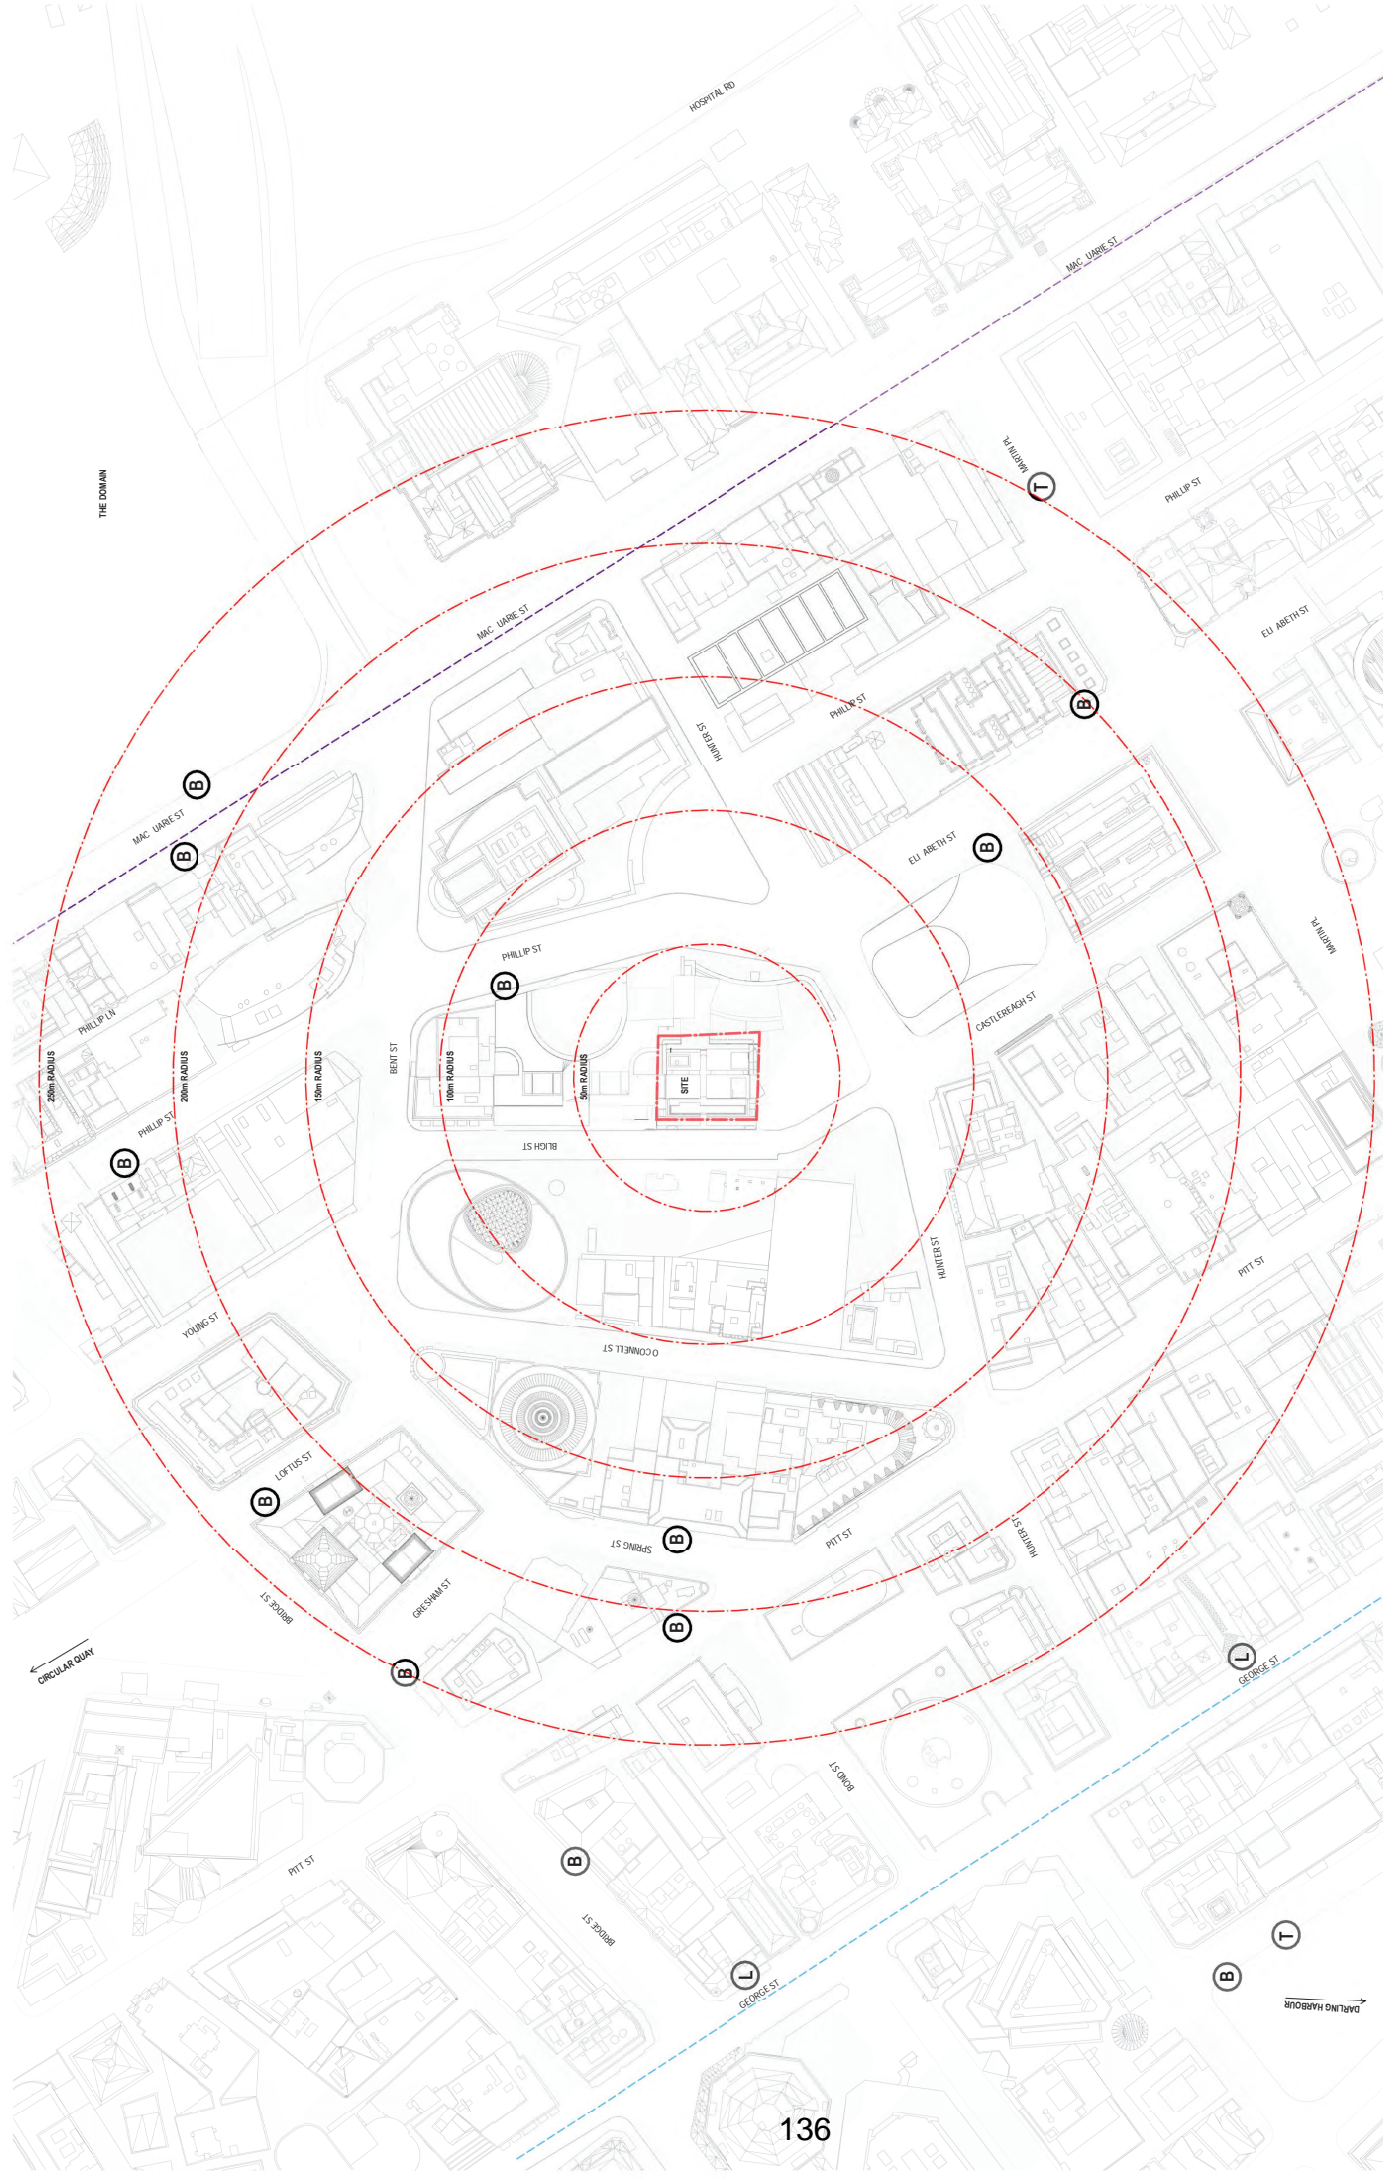 HOSPITAL RD
MAC UARIE ST
MARTIN PL
T
PHILLIP ST
THE DOMAIN
ELI ABETH ST
MAC UARIE ST
B
PHILLIP ST
HUNTER ST
B
MAC UARIE ST
B
ELI ABETH ST
B
MARTIN PL
PHILLIP ST
B
CASTLEREAGH ST
PHILLIP LN
BENT ST
250m RADIUS
200m RADIUS
150m RADIUS
100m RADIUS
50m RADIUS
SITE
PHILLIP ST
BLIGH ST
B
HUNTER ST
PITT ST
YOUNG ST
O CONNELL ST
LOFTUS ST
B
SPRING ST
B
PITT ST
HUNTER ST
BRIDGE ST
GRESHAM ST
B
CIRCULAR QUAY
B
L
GEORGE ST
BOND ST
PITT ST
B
BRIDGE ST
T
L
GEORGE ST
B
DARLING HARBOUR
136